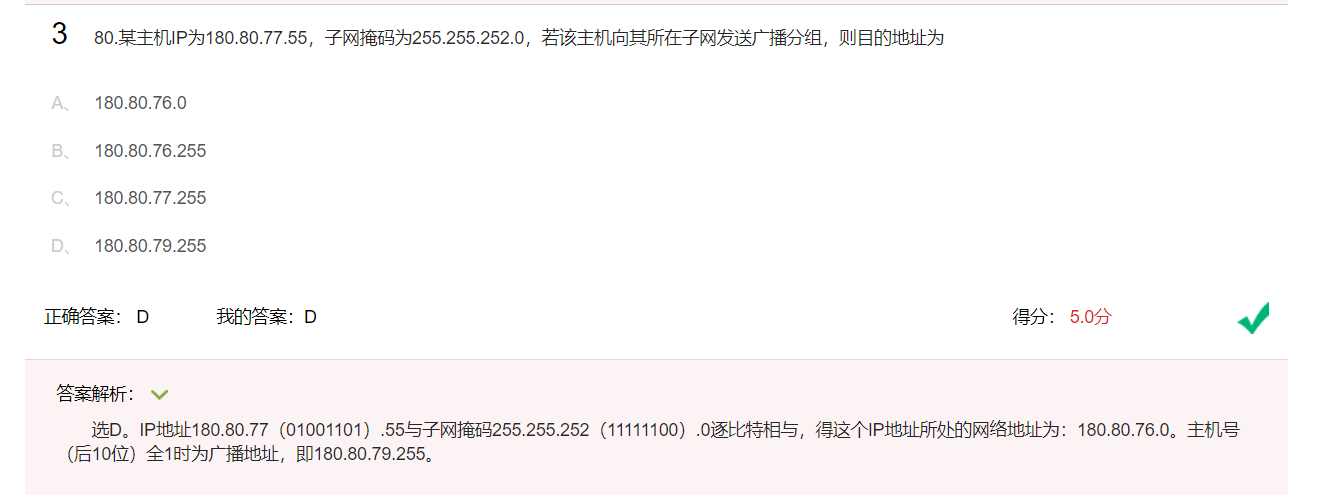 3 80.某主机IP为180.80.77.55，子网掩码为255.255.252.0，若该主机向其所在子网发送广播分组，则目的地址为
A、 180.80.76.0
B、 180.80.76.255
C、 180.80.77.255
D、 180.80.79.255
正确答案： D 我的答案：D 得分： 5.0分
答案解析：
选D。IP地址180.80.77（01001101）.55与子网掩码255.255.252（11111100）.0逐比特相与，得这个IP地址所处的网络地址为：180.80.76.0。主机号
（后10位）全1时为广播地址，即180.80.79.255。